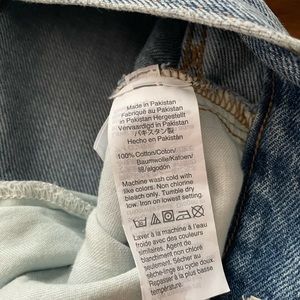 Made in Pakistan
Fabriqué au Pakistan
In Pakistan Hergestellt
Vervaardigd in Pakistan
パキスタン製
Hecho en Pakistán
100% Cotton/Coton/
Baumwolle/Katoen/
綿/algodón
Machine wash cold with
like colors. Non chlorine
bleach only. Tumble dry
low. Iron on lowest setting.
Laver à la machine à l'eau
froide avec des couleurs
similaires. Agent de
blanchiment non
chloré seulement.
Sécher au
sèche-linge au cycle doux.
Repasser à la plus basse
température.